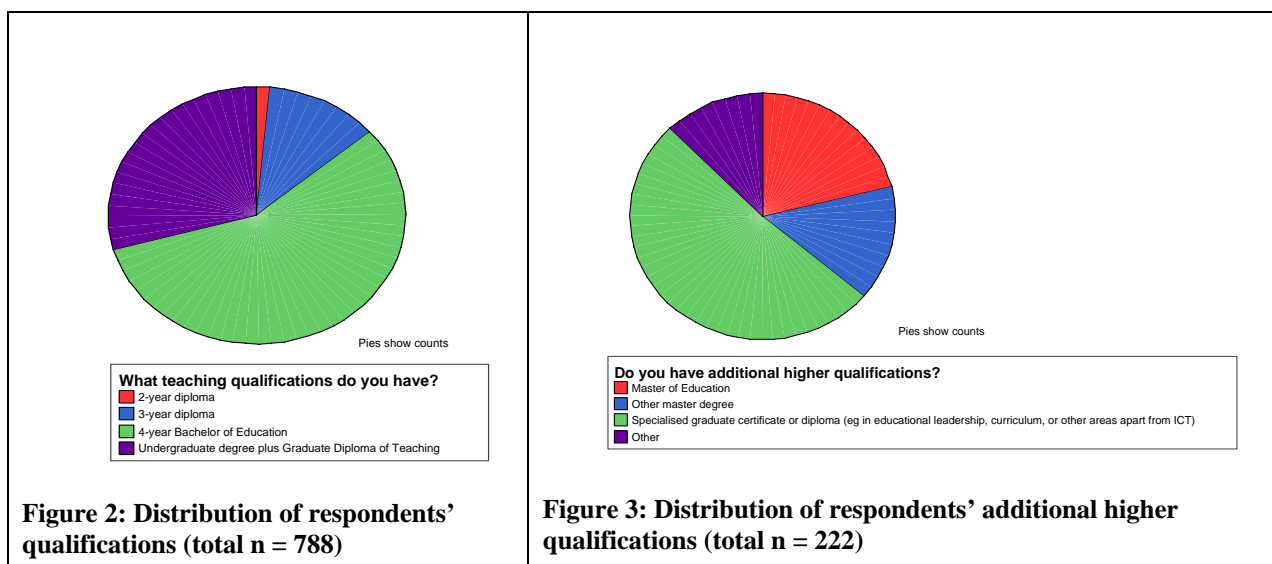 Pies show counts
What teaching qualifications do you have?
2-year diploma
3-year diploma
4-year Bachelor of Education
Undergraduate degree plus Graduate Diploma of Teaching
Figure 2: Distribution of respondents’
qualifications (total n = 788)
Pies show counts
Do you have additional higher qualifications?
Master of Education
Other master degree
Specialised graduate certificate or diploma (eg in educational leadership, curriculum, or other areas apart from ICT)
Other
Figure 3: Distribution of respondents’ additional higher
qualifications (total n = 222)